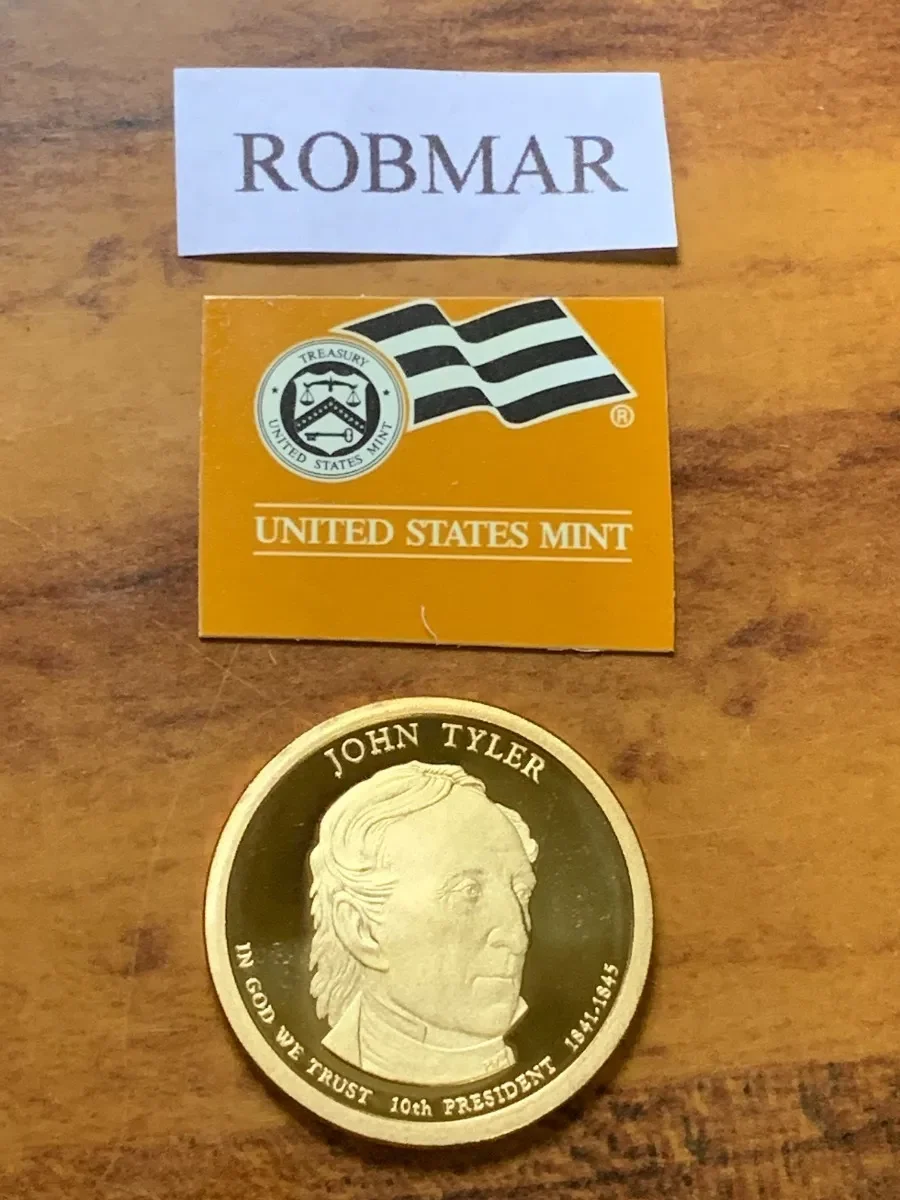 ROBMAR
TREASURY
UNITED STATES MINT
®
UNITED STATES MINT
JOHN TYLER
IN GOD WE TRUST 10th PRESIDENT 1841-1845